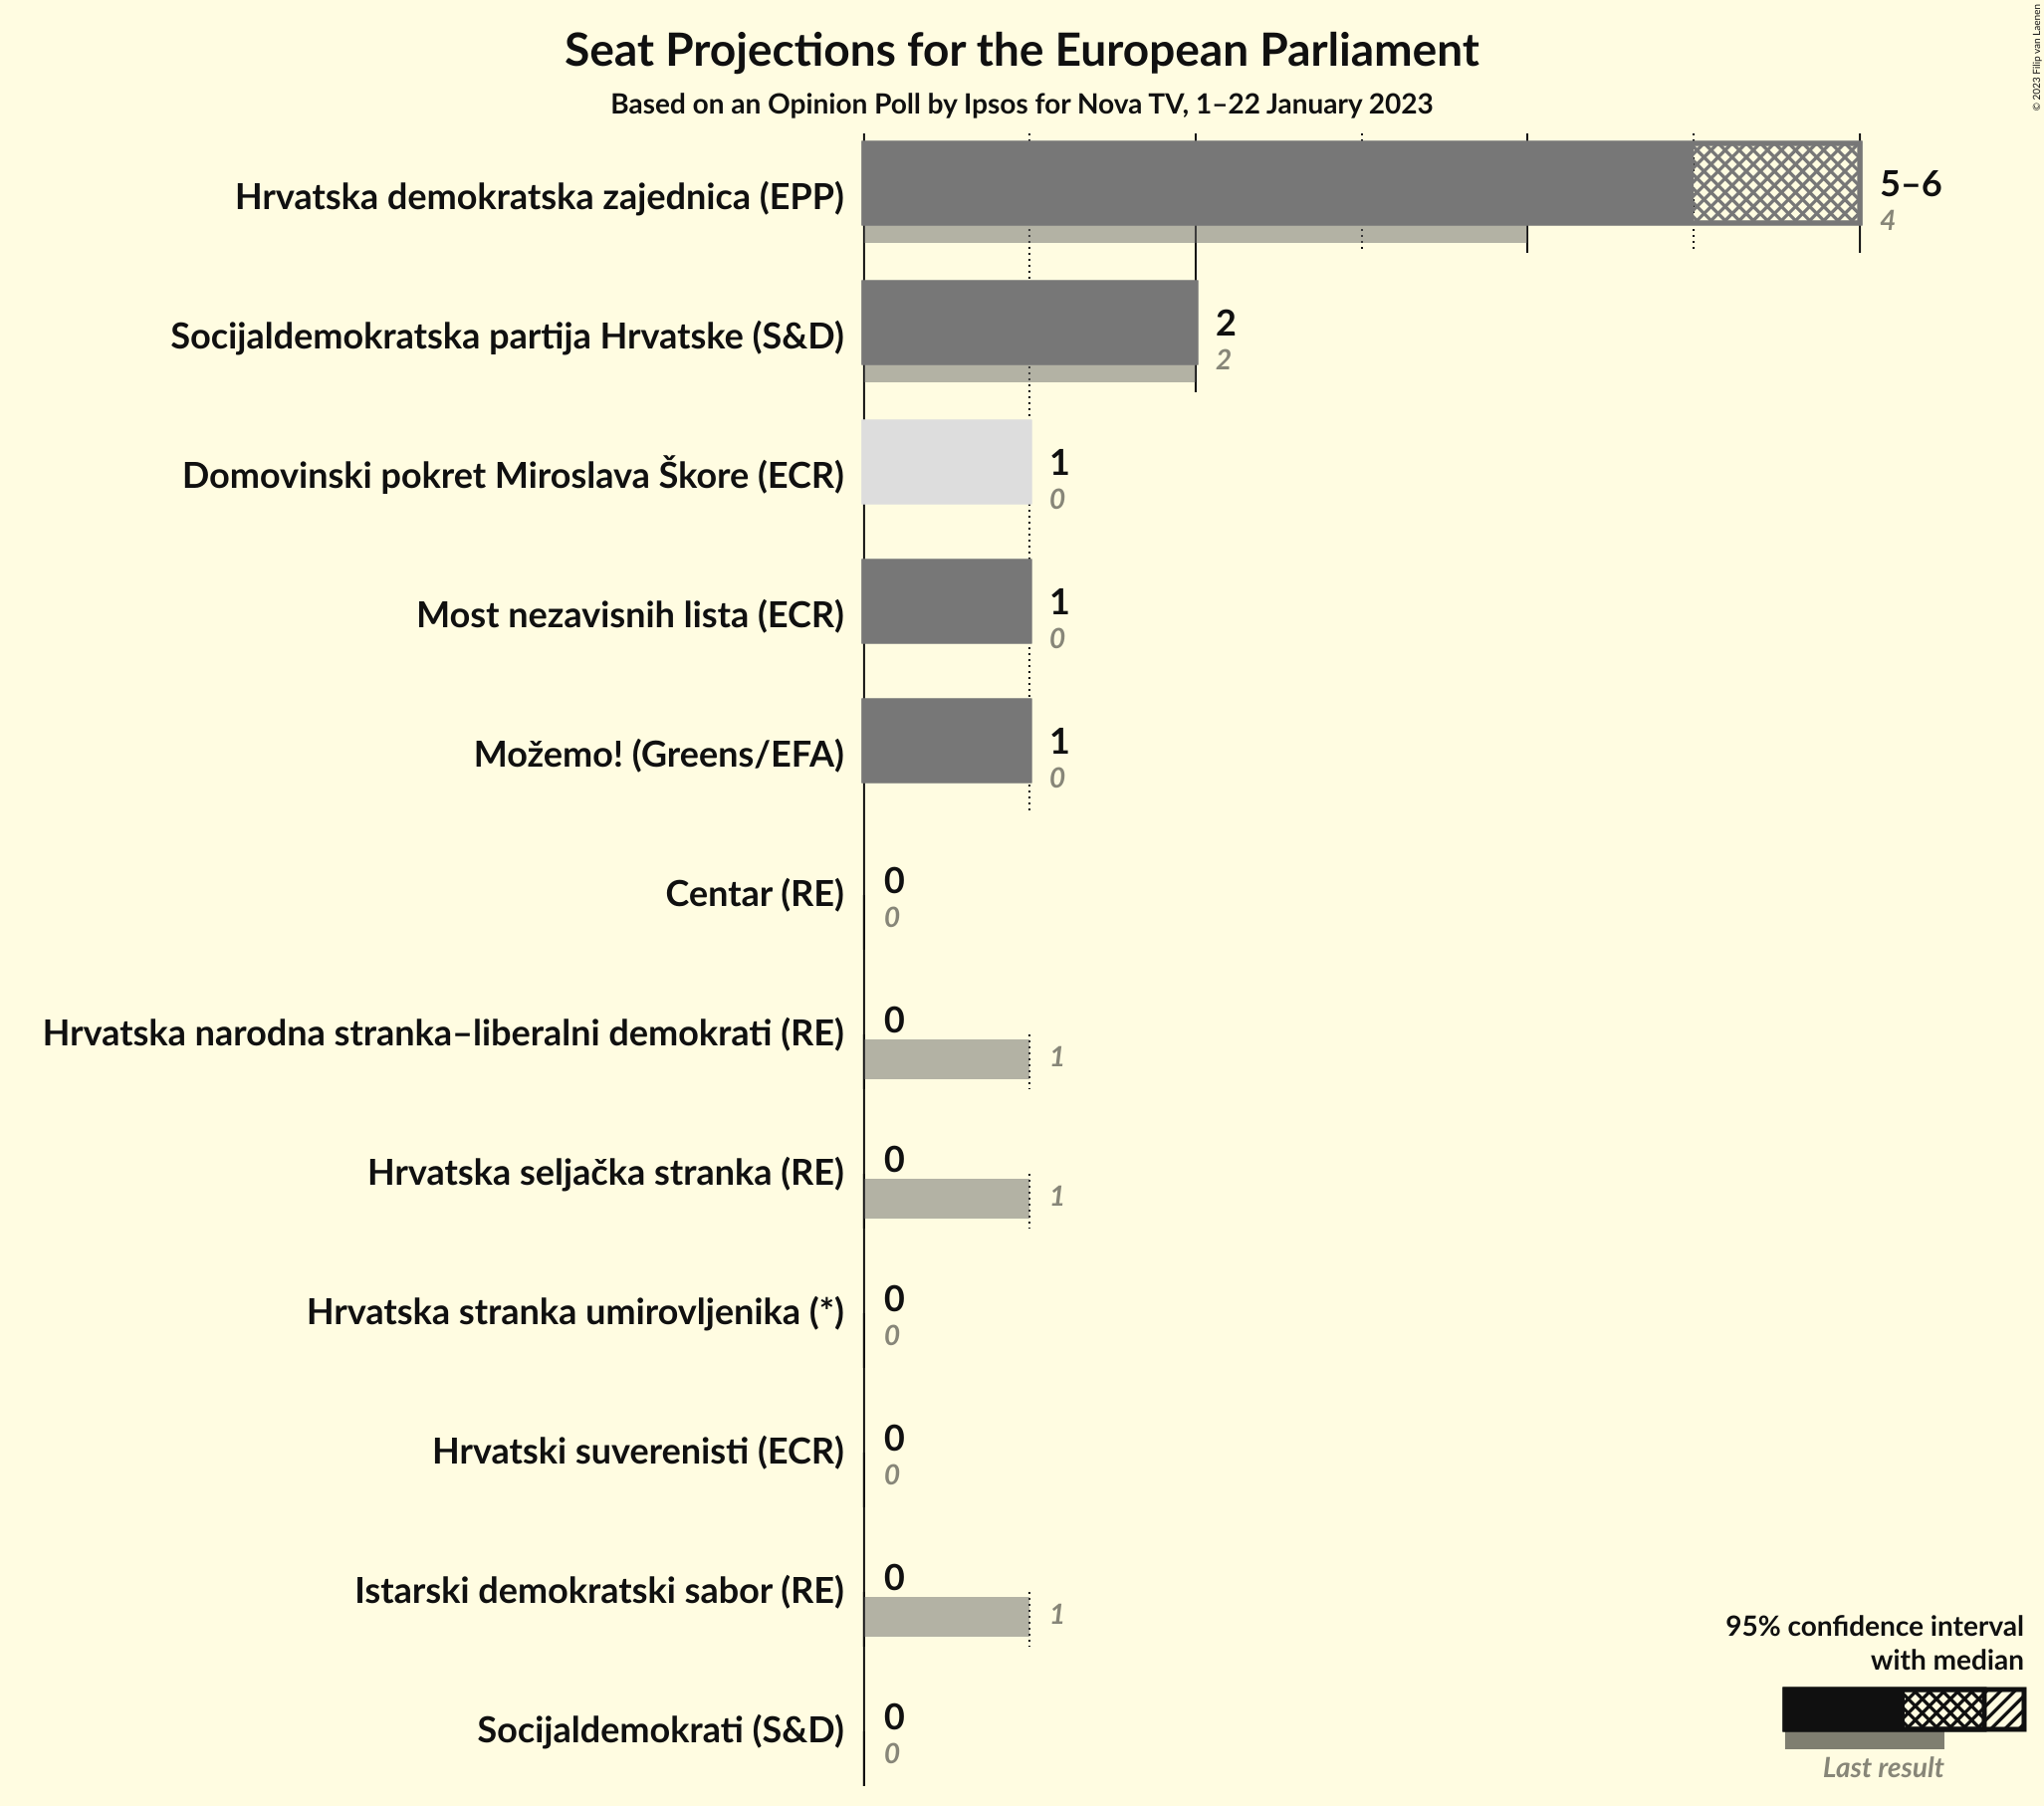 Seat Projections for the European Parliament
Based on an Opinion Poll by Ipsos for Nova TV, 1–22 January 2023
© 2023 Filip van Laenen
Hrvatska demokratska zajednica (EPP)
5–6
4
Socijaldemokratska partija Hrvatske (S&D)
2
2
Domovinski pokret Miroslava Škore (ECR)
1
0
Most nezavisnih lista (ECR)
1
0
Možemo! (Greens/EFA)
1
0
Centar (RE)
0
0
Hrvatska narodna stranka–liberalni demokrati (RE)
0
1
Hrvatska seljačka stranka (RE)
0
1
Hrvatska stranka umirovljenika (*)
0
0
Hrvatski suverenisti (ECR)
0
0
Istarski demokratski sabor (RE)
0
1
Socijaldemokrati (S&D)
0
0
95% confidence interval
with median
Last result